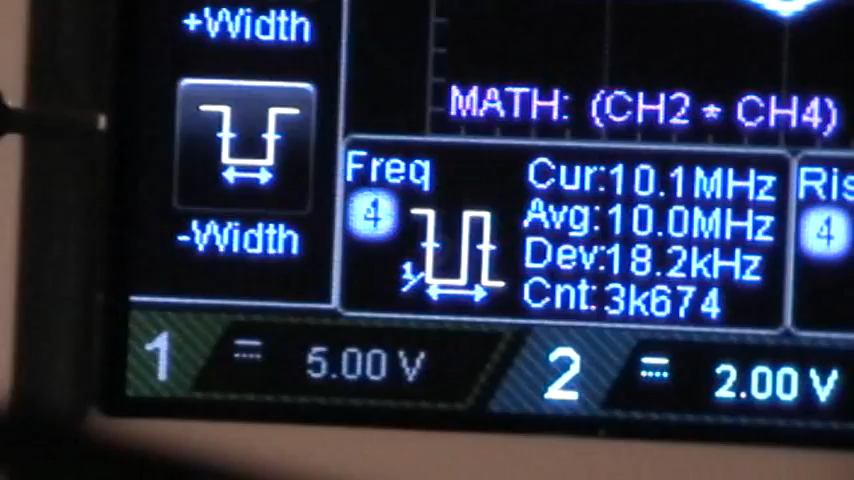 +Width
-Width
MATH: (CH2 * CH4)
Freq
4
1/
Cur:10.1MHz
Avg:10.0MHz
Dev:18.2kHz
Cnt:3k674
Ris
4
1 5.00 V
2 2.00 V